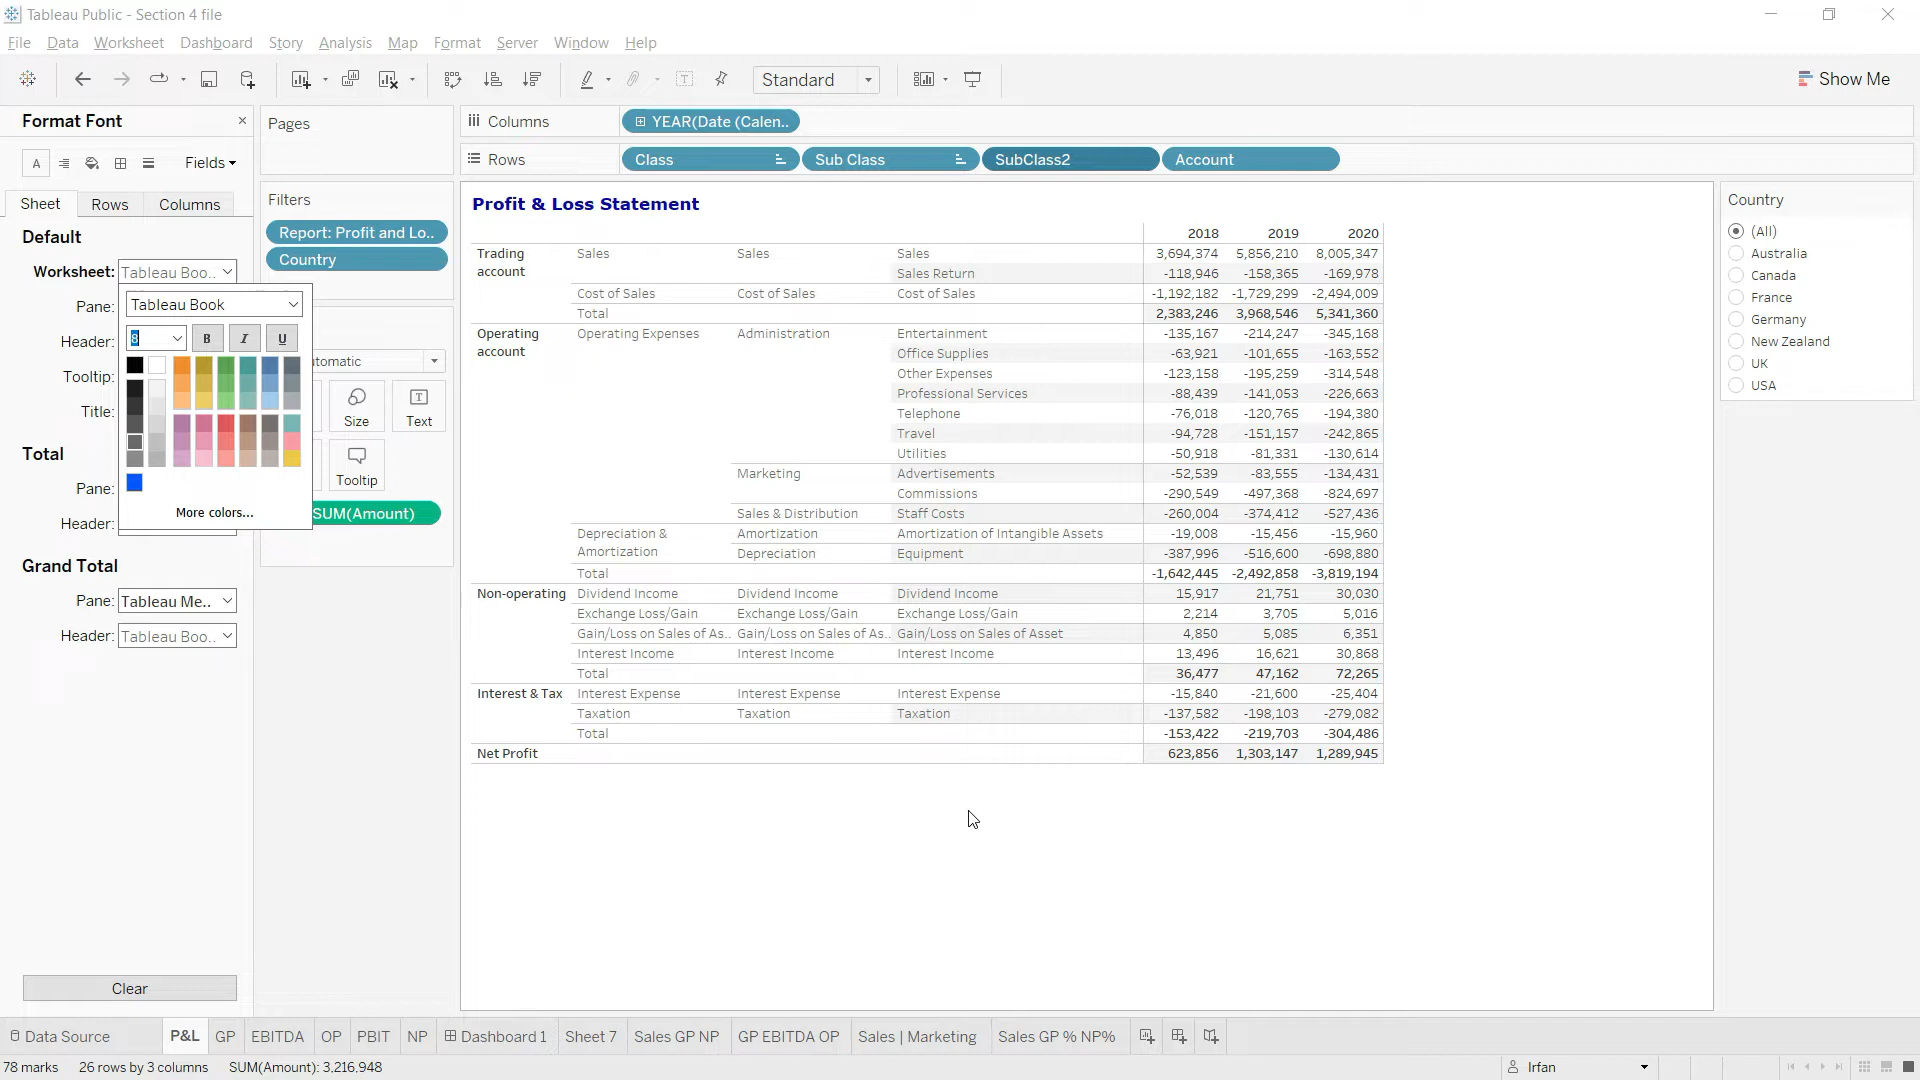 Tableau Public - Section 4 file
File Data Worksheet Dashboard Story Analysis Map Format Server Window Help
Standard
Show Me
Format Font
Fields
Sheet Rows Columns
Default
Worksheet: Tableau Boo..
Pane:
Header:
Tooltip:
Title:
Total
Pane:
Header:
Grand Total
Pane: Tableau Me..
Header: Tableau Boo..
Clear
Tableau Book
8 B I U
More colors...
Pages
Filters
Report: Profit and Lo..
Country
utomatic
Size Text
Tooltip
SUM(Amount)
Columns YEAR(Date (Calen..
Rows Class Sub Class SubClass2 Account
Profit & Loss Statement
2018 2019 2020
Trading account Sales Sales Sales 3,694,374 5,856,210 8,005,347
Sales Return -118,946 -158,365 -169,978
Cost of Sales Cost of Sales Cost of Sales -1,192,182 -1,729,299 -2,494,009
Total 2,383,246 3,968,546 5,341,360
Operating account Operating Expenses Administration Entertainment -135,167 -214,247 -345,168
Office Supplies -63,921 -101,655 -163,552
Other Expenses -123,158 -195,259 -314,548
Professional Services -88,439 -141,053 -226,663
Telephone -76,018 -120,765 -194,380
Travel -94,728 -151,157 -242,865
Utilities -50,918 -81,331 -130,614
Marketing Advertisements -52,539 -83,555 -134,431
Commissions -290,549 -497,368 -824,697
Sales & Distribution Staff Costs -260,004 -374,412 -527,436
Depreciation & Amortization Amortization Amortization of Intangible Assets -19,008 -15,456 -15,960
Depreciation Equipment -387,996 -516,600 -698,880
Total -1,642,445 -2,492,858 -3,819,194
Non-operating Dividend Income Dividend Income Dividend Income 15,917 21,751 30,030
Exchange Loss/Gain Exchange Loss/Gain Exchange Loss/Gain 2,214 3,705 5,016
Gain/Loss on Sales of As.. Gain/Loss on Sales of As.. Gain/Loss on Sales of Asset 4,850 5,085 6,351
Interest Income Interest Income Interest Income 13,496 16,621 30,868
Total 36,477 47,162 72,265
Interest & Tax Interest Expense Interest Expense Interest Expense -15,840 -21,600 -25,404
Taxation Taxation Taxation -137,582 -198,103 -279,082
Total -153,422 -219,703 -304,486
Net Profit 623,856 1,303,147 1,289,945
Country
(All)
Australia
Canada
France
Germany
New Zealand
UK
USA
Data Source P&L GP EBITDA OP PBIT NP Dashboard 1 Sheet 7 Sales GP NP GP EBITDA OP Sales | Marketing Sales GP % NP%
78 marks 26 rows by 3 columns SUM(Amount): 3,216,948 Irfan